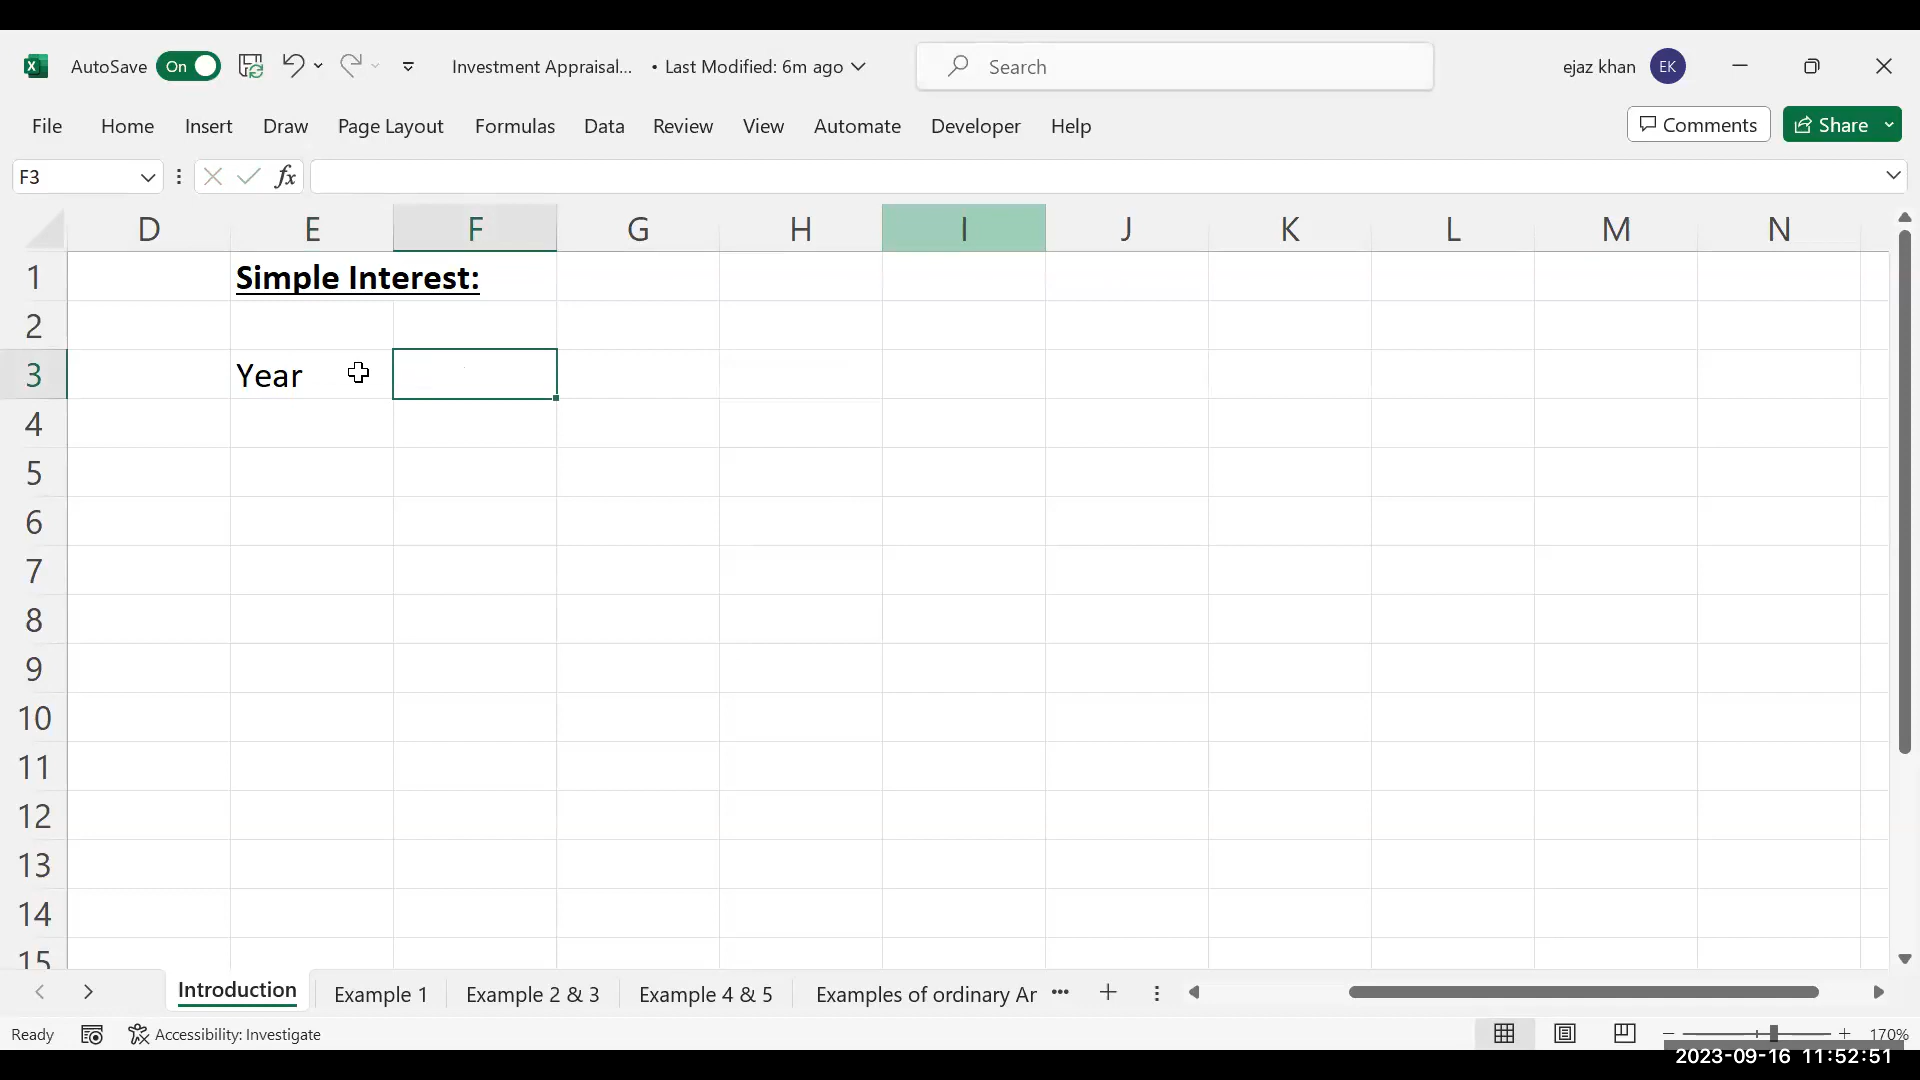 AutoSave On Investment Appraisal... • Last Modified: 6m ago Search ejaz khan EK
File Home Insert Draw Page Layout Formulas Data Review View Automate Developer Help Comments Share
F3 fx
D E F G H I J K L M N
1 Simple Interest:
2
3 Year
4
5
6
7
8
9
10
11
12
13
14
15
Introduction Example 1 Example 2 & 3 Example 4 & 5 Examples of ordinary Ar ...
Ready Accessibility: Investigate 170%
2023-09-16 11:52:51